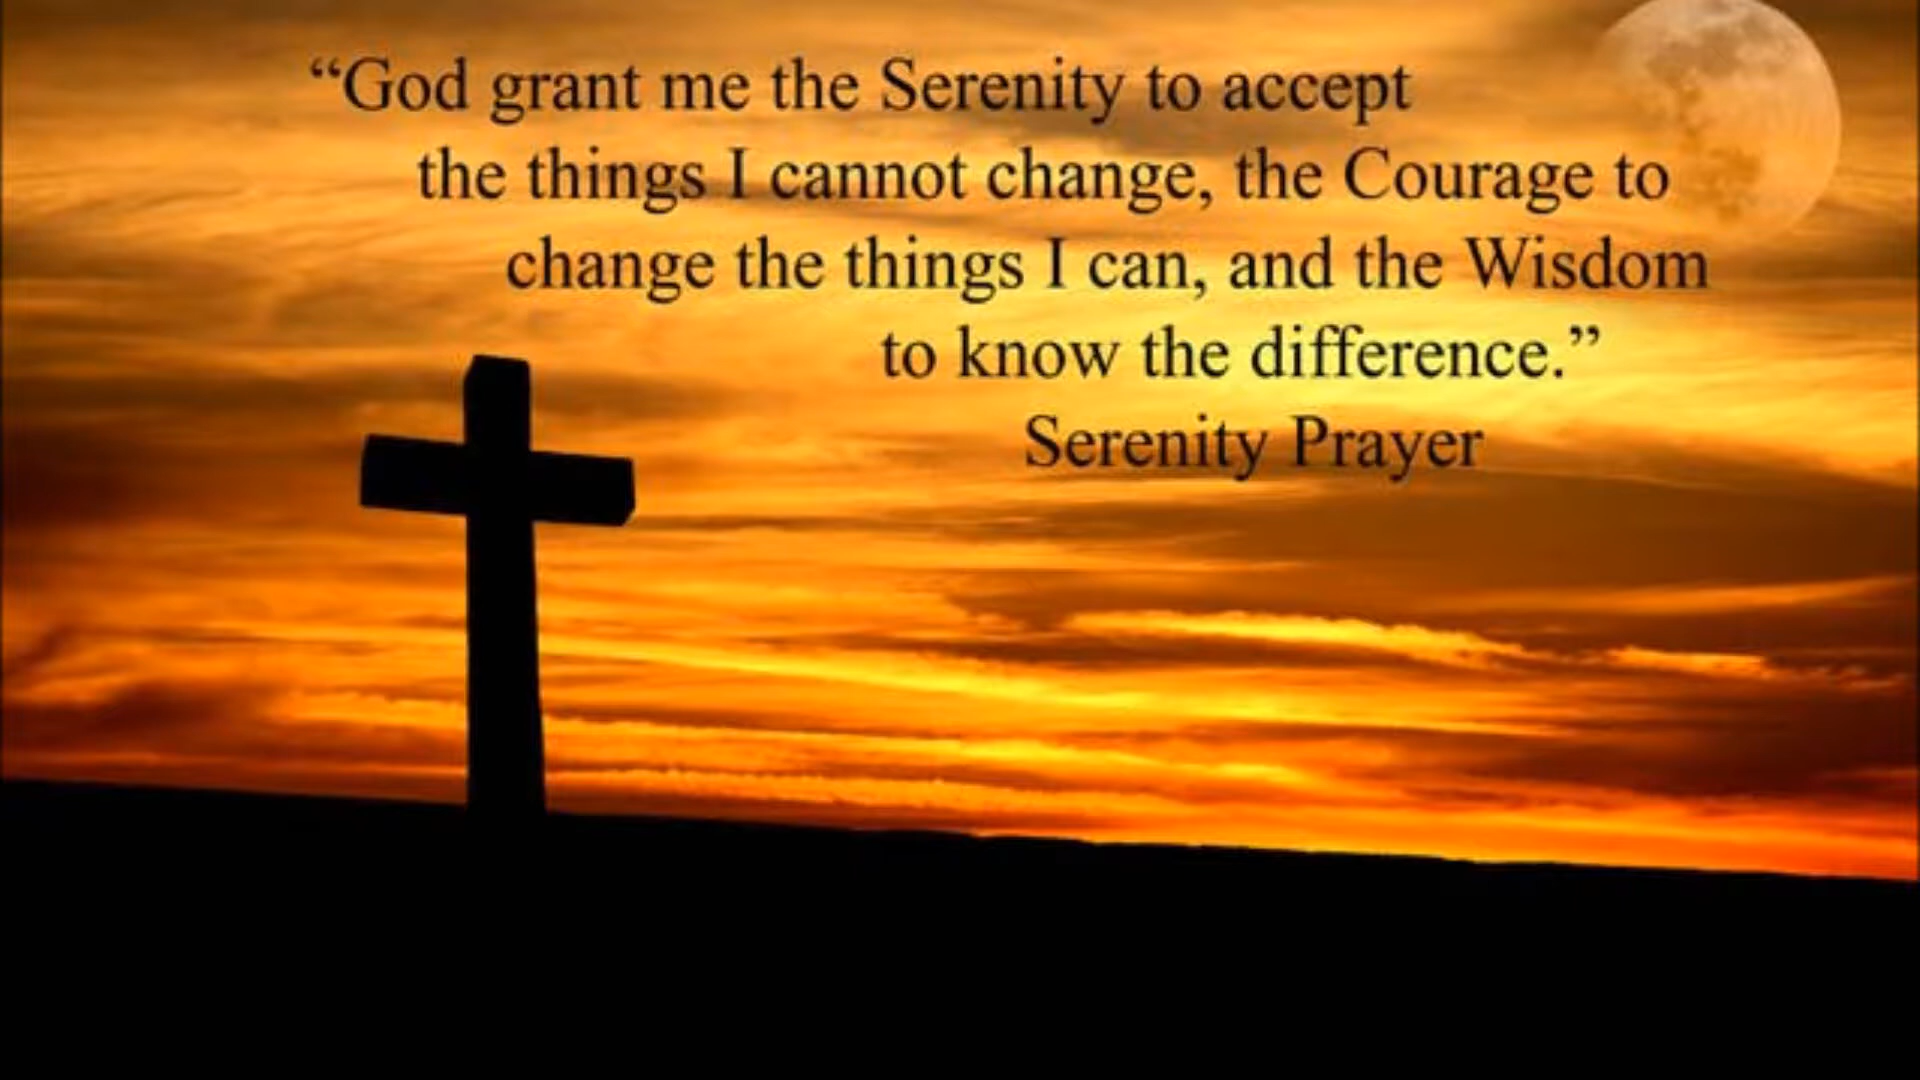 “God grant me the Serenity to accept
the things I cannot change, the Courage to
change the things I can, and the Wisdom
to know the difference.”
Serenity Prayer